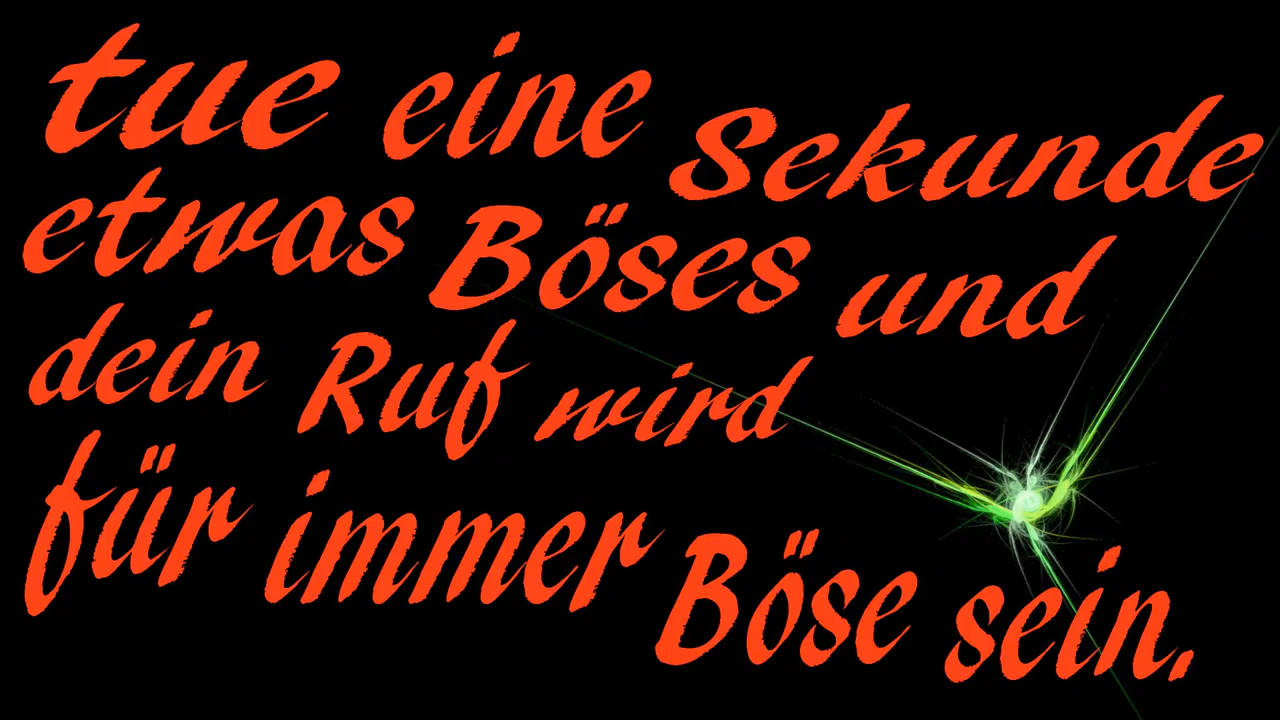 tue eine Sekunde
etwas Böses und
dein Ruf wird
für immer Böse sein.